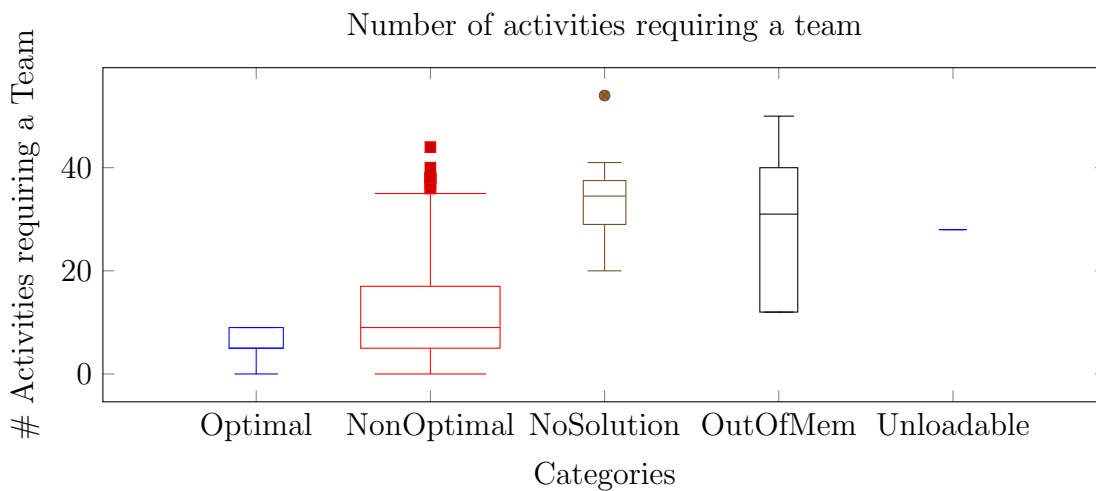 Number of activities requiring a team
# Activities requiring a Team
40
20
0
Optimal NonOptimal NoSolution OutOfMem Unloadable
Categories